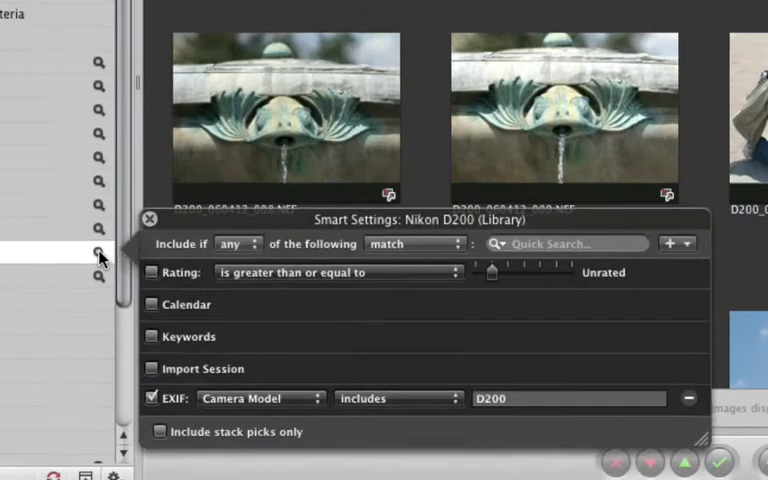 teria
D200_060412_008.NEF
D200_060412_009.NEF
D200_0
Smart Settings: Nikon D200 (Library)
Include if any of the following match : Quick Search...
Rating: is greater than or equal to Unrated
Calendar
Keywords
Import Session
EXIF: Camera Model includes D200
mages disp
Include stack picks only